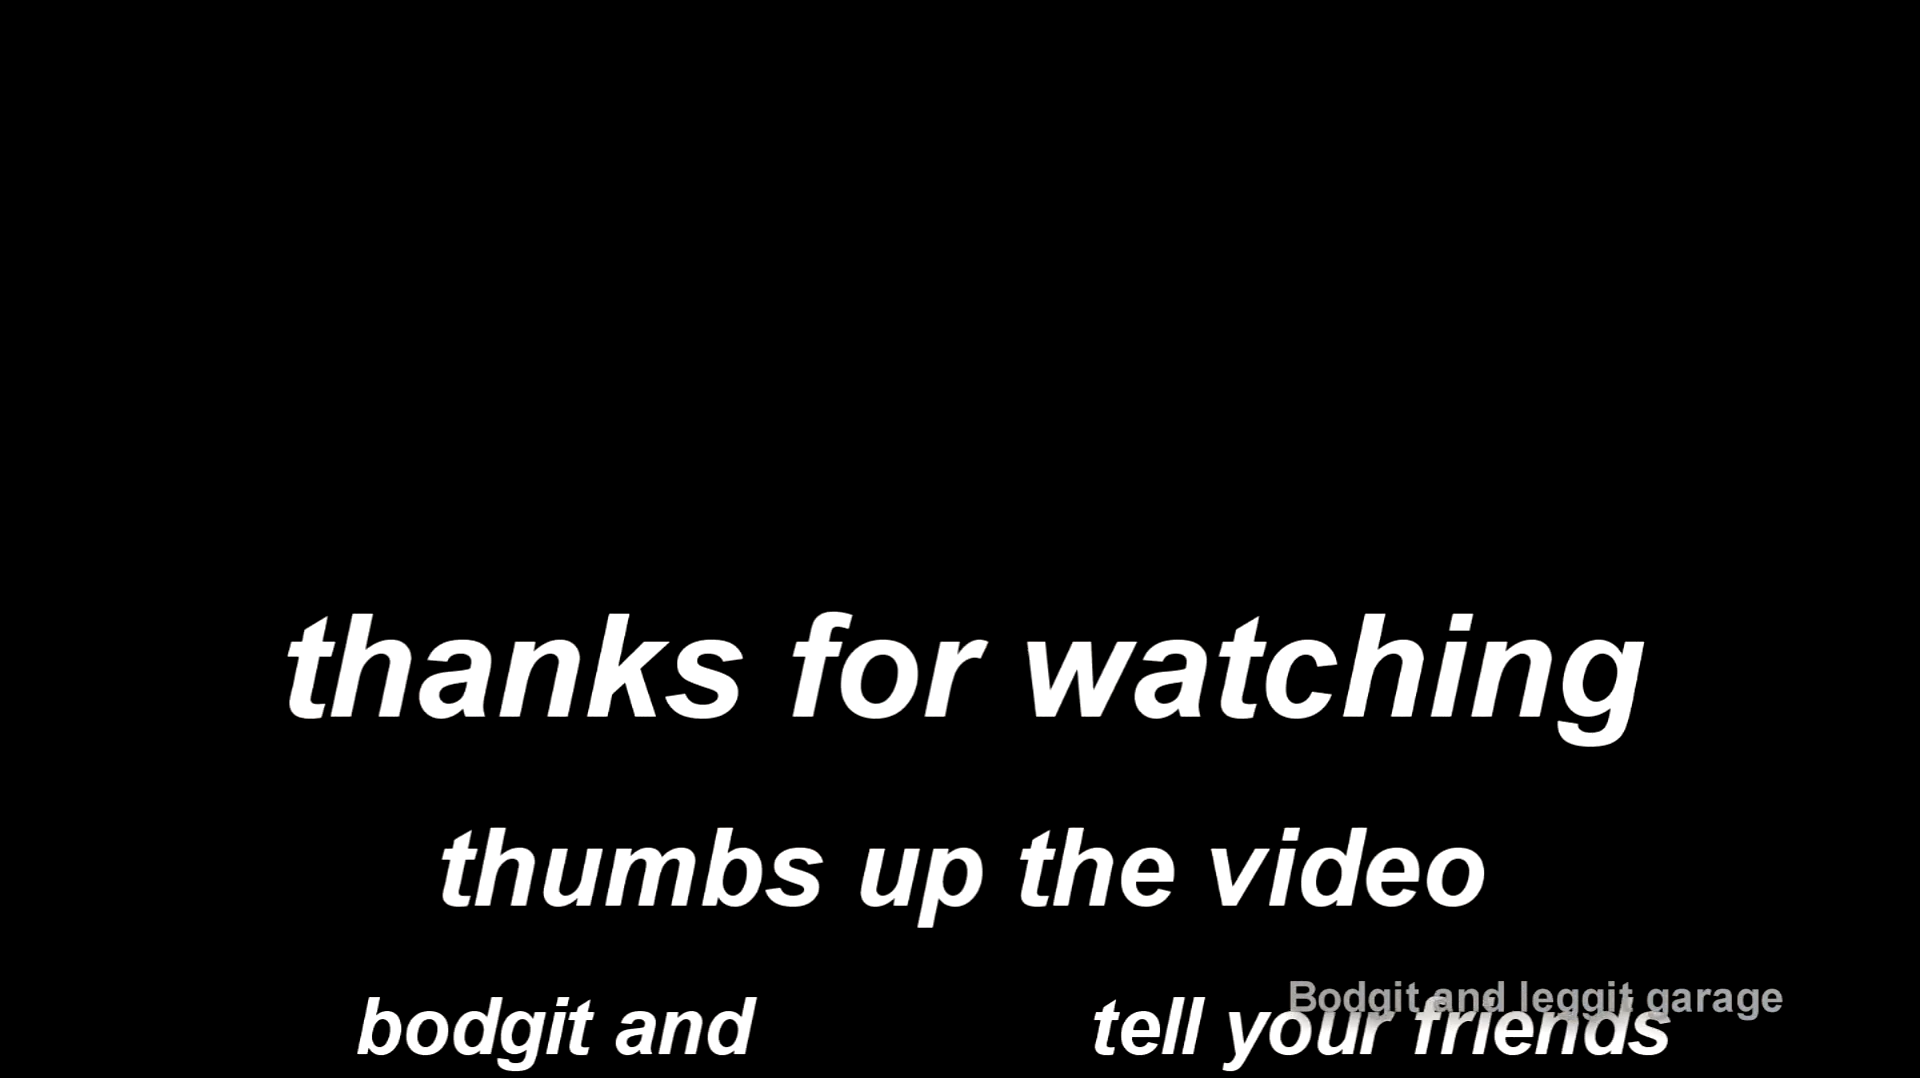 thanks for watching
thumbs up the video
bodgit and
tell your friends
Bodgit and leggit garage